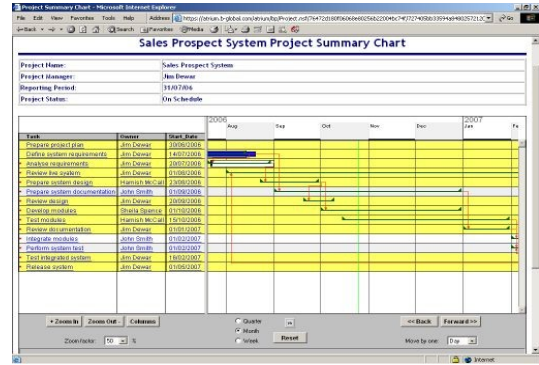 Project Summary Chart - Microsoft Internet Explorer
File Edit View Favorites Tools Help Address
Back Search Favorites Media Go
Sales Prospect System Project Summary Chart
Project Name: Sales Prospect System
Project Manager: Jim Dewar
Reporting Period: 31/07/06
Project Status: On Schedule
2006 2007
Aug Sep Oct Nov Dec Jan Fe
Task Owner Start_Date
Prepare project plan Jim Dewar 30/06/2006
Define system requirements Jim Dewar 14/07/2006
Analyse requirements Jim Dewar 20/07/2006
Review live system Jim Dewar 01/08/2006
Prepare system design Hamish McCall 23/08/2006
Prepare system documentation John Smith 01/09/2006
Review design Jim Dewar 20/09/2006
Develop modules Sheila Spence 01/10/2006
Test modules Hamish McCall 15/10/2006
Review documentation Jim Dewar 01/01/2007
Integrate modules John Smith 01/02/2007
Perform system test John Smith 01/02/2007
Test integrated system Jim Dewar 18/02/2007
Release system Jim Dewar 01/05/2007
+ Zoom In Zoom Out - Columns Quarter << Back Forward >>
Month
Zoom factor: 50 % Week Reset Move by one: Day
Internet